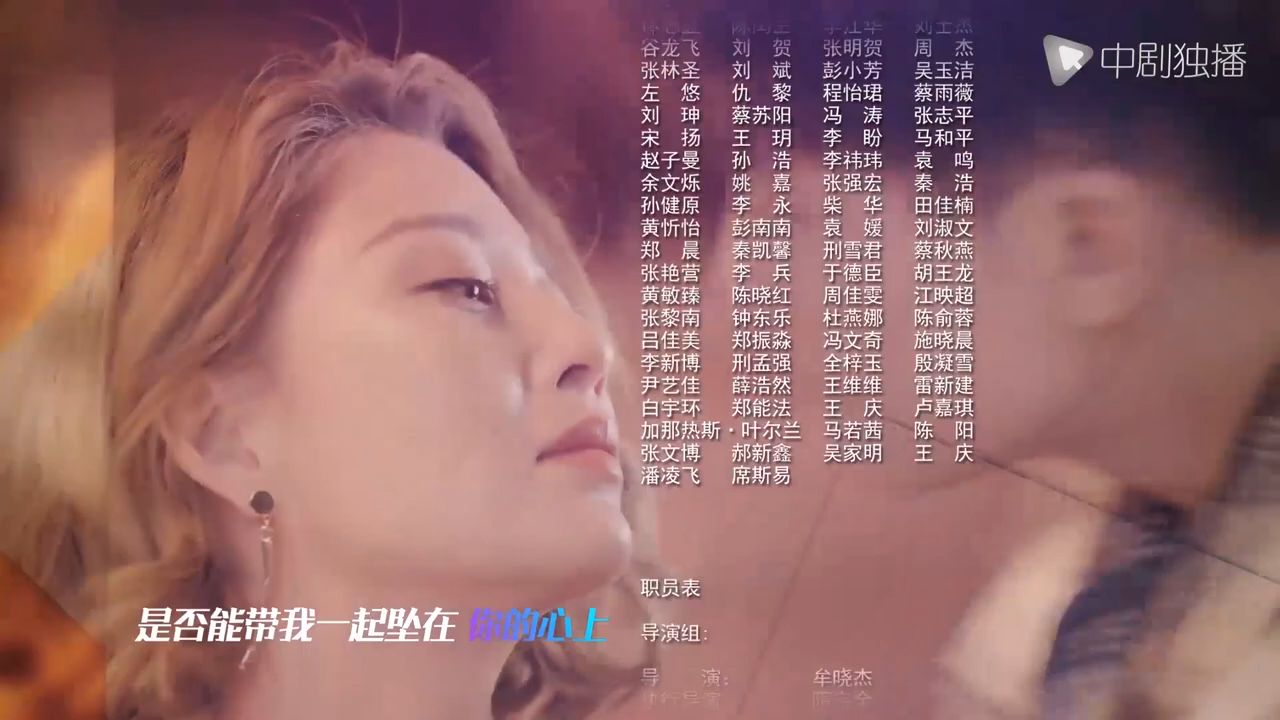 中剧独播
谷龙飞 刘 贺 张明贺 周 杰
张林圣 刘 斌 彭小芳 吴玉洁
左 悠 仇 黎 程怡珺 蔡雨薇
刘 珅 蔡苏阳 冯 涛 张志平
宋 扬 王 玥 李 盼 马和平
赵子曼 孙 浩 李祎玮 袁 鸣
余文烁 姚 嘉 张强宏 秦 浩
孙健原 李 永 柴 华 田佳楠
黄忻怡 彭南南 袁 媛 刘淑文
郑 晨 秦凯馨 刑雪君 蔡秋燕
张艳营 李 兵 于德臣 胡王龙
黄敏臻 陈晓红 周佳雯 江映超
张黎南 钟东乐 杜燕娜 陈俞蓉
吕佳美 郑振淼 冯文奇 施晓晨
李新博 刑孟强 全梓玉 殷凝雪
尹艺佳 薛浩然 王维维 雷新建
白宇环 郑能法 王 庆 卢嘉琪
加那热斯·叶尔兰 马若茜 陈 阳
张文博 郝新鑫 吴家明 王 庆
潘凌飞 席斯易
职员表
是否能带我一起坠在 你的心上
导演组：
导 演： 牟晓杰